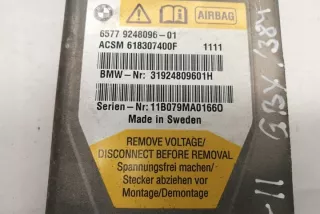 AIRBAG
6577 9248096-01
ACSM 618307400F 1111
BMW-Nr: 31924809601H
Serien-Nr: 11B079MA0166O
Made in Sweden
REMOVE VOLTAGE/
DISCONNECT BEFORE REMOVAL
Spannungsfrei machen/
Stecker abziehen vor
Montage/Demontage